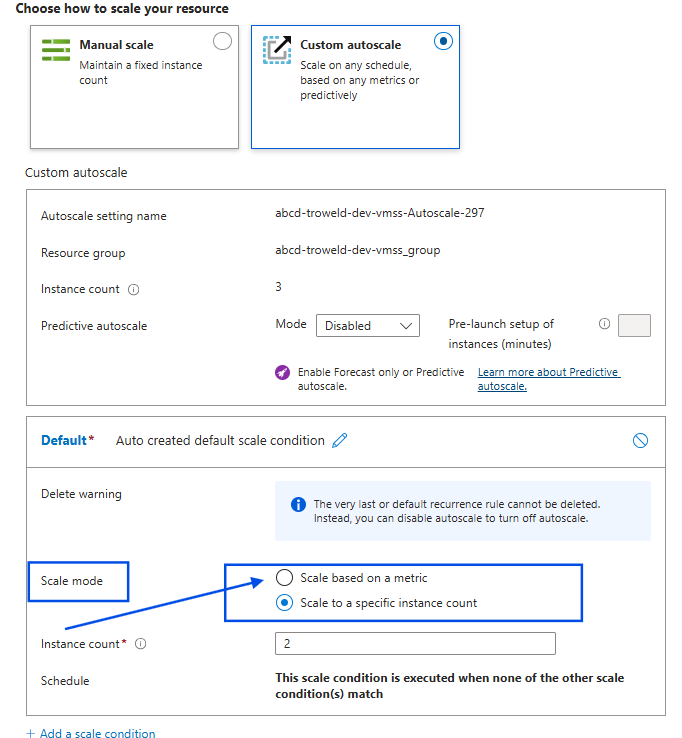 Choose how to scale your resource
Manual scale
Maintain a fixed instance
count
Custom autoscale
Scale on any schedule,
based on any metrics or
predictively
Custom autoscale
Autoscale setting name
abcd-troweld-dev-vmss-Autoscale-297
Resource group
abcd-troweld-dev-vmss_group
Instance count
3
Predictive autoscale
Mode
Disabled
Pre-launch setup of
instances (minutes)
Enable Forecast only or Predictive
autoscale.
Learn more about Predictive
autoscale.
Default*
Auto created default scale condition
Delete warning
The very last or default recurrence rule cannot be deleted.
Instead, you can disable autoscale to turn off autoscale.
Scale mode
Scale based on a metric
Scale to a specific instance count
Instance count*
2
Schedule
This scale condition is executed when none of the other scale
condition(s) match
+ Add a scale condition